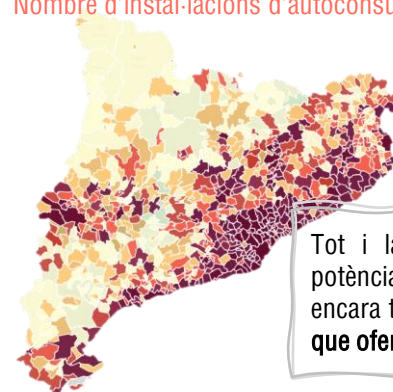 Nombre d'instal·lacions d'autoconsu
Tot i la
potència
encara t
que ofer